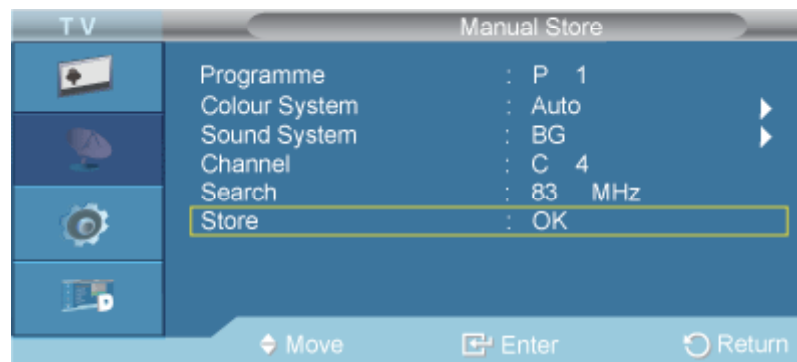 TV Manual Store
Programme : P 1
Colour System : Auto
Sound System : BG
Channel : C 4
Search : 83 MHz
Store : OK
D
Move Enter Return